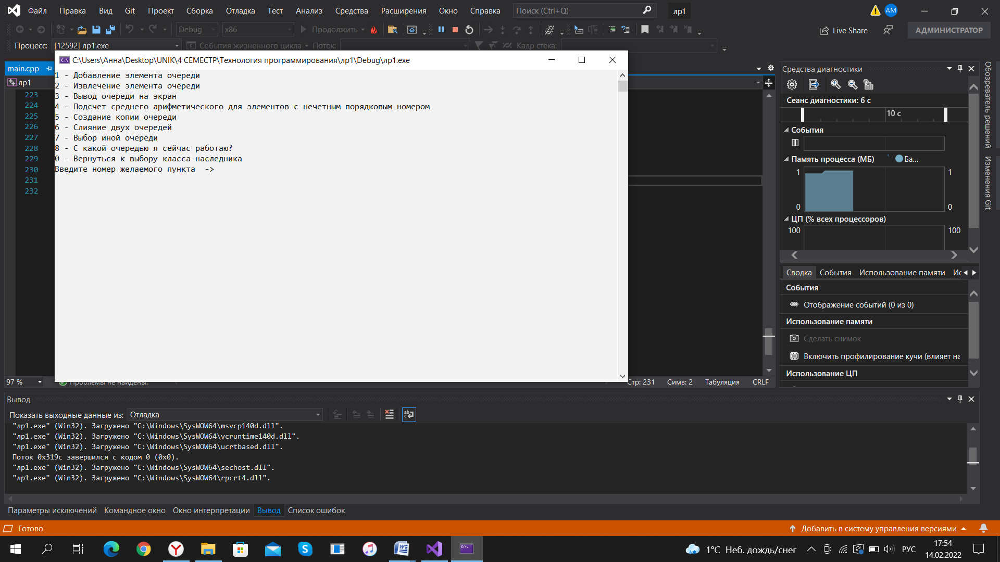 Файл Правка Вид Git Проект Сборка Отладка Тест Анализ Средства Расширения Окно Справка Поиск (Ctrl+Q) лр1 АМ
Debug x86 Продолжить Live Share АДМИНИСТРАТОР
Процесс: [12592] лр1.exe События жизненного цикла Поток: Кадр стека:
C:\Users\Анна\Desktop\UNIK\4 СЕМЕСТР\Технология программирования\лр1\Debug\лр1.exe
1 - Добавление элемента очереди
2 - Извлечение элемента очереди
3 - Вывод очереди на экран
4 - Подсчет среднего арифметического для элементов с нечетным порядковым номером
5 - Создание копии очереди
6 - Слияние двух очередей
7 - Выбор иной очереди
8 - С какой очередью я сейчас работаю?
0 - Вернуться к выбору класса-наследника
Введите номер желаемого пункта ->
main.cpp
лр1
223
224
225
226
227
228
229
230
231
232
97 %
Проблемы не найдены.
Стр: 231 Симв: 2 Табуляция CRLF
Средства диагностики
Сеанс диагностики: 6 с
10 с
События
Память процесса (МБ) Ба...
1 1
0 0
ЦП (% всех процессоров)
100 100
Сводка События Использование памяти Ис
События
Отображение событий (0 из 0)
Использование памяти
Сделать снимок
Включить профилирование кучи (влияет на
Использование ЦП
Обозреватель решений
Изменения Git
Вывод
Показать выходные данные из: Отладка
"лр1.exe" (Win32). Загружено "C:\Windows\SysWOW64\msvcp140d.dll".
"лр1.exe" (Win32). Загружено "C:\Windows\SysWOW64\vcruntime140d.dll".
"лр1.exe" (Win32). Загружено "C:\Windows\SysWOW64\ucrtbased.dll".
Поток 0x319c завершился с кодом 0 (0x0).
"лр1.exe" (Win32). Загружено "C:\Windows\SysWOW64\sechost.dll".
"лр1.exe" (Win32). Загружено "C:\Windows\SysWOW64\rpcrt4.dll".
Параметры исключений Командное окно Окно интерпретации Вывод Список ошибок
Готово Добавить в систему управления версиями
1°C Неб. дождь/снег РУС 17:54
14.02.2022